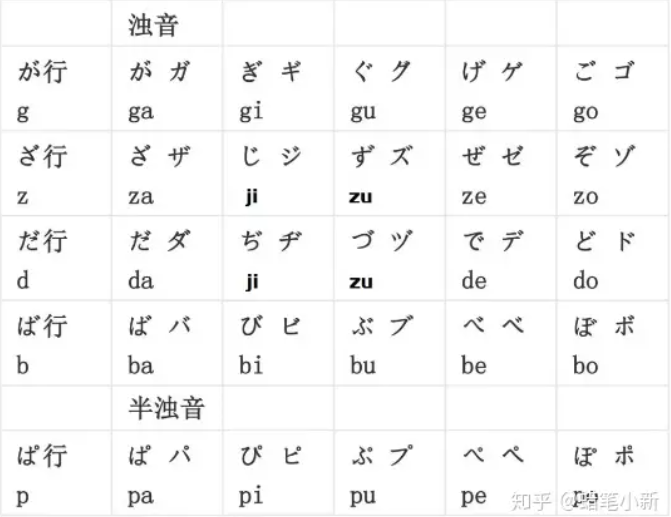 浊音
が行 が ガ ぎ ギ ぐ グ げ ゲ ご ゴ
g ga gi gu ge go
ざ行 ざ ザ じ ジ ず ズ ぜ ゼ ぞ ゾ
z za ji zu ze zo
だ行 だ ダ ぢ ヂ づ ヅ で デ ど ド
d da ji zu de do
ば行 ば バ び ビ ぶ ブ べ ベ ぼ ボ
b ba bi bu be bo
半浊音
ぱ行 ぱ パ ぴ ピ ぷ プ ぺ ペ ぽ ポ
p pa pi pu pe po
知乎 @蜡笔小新